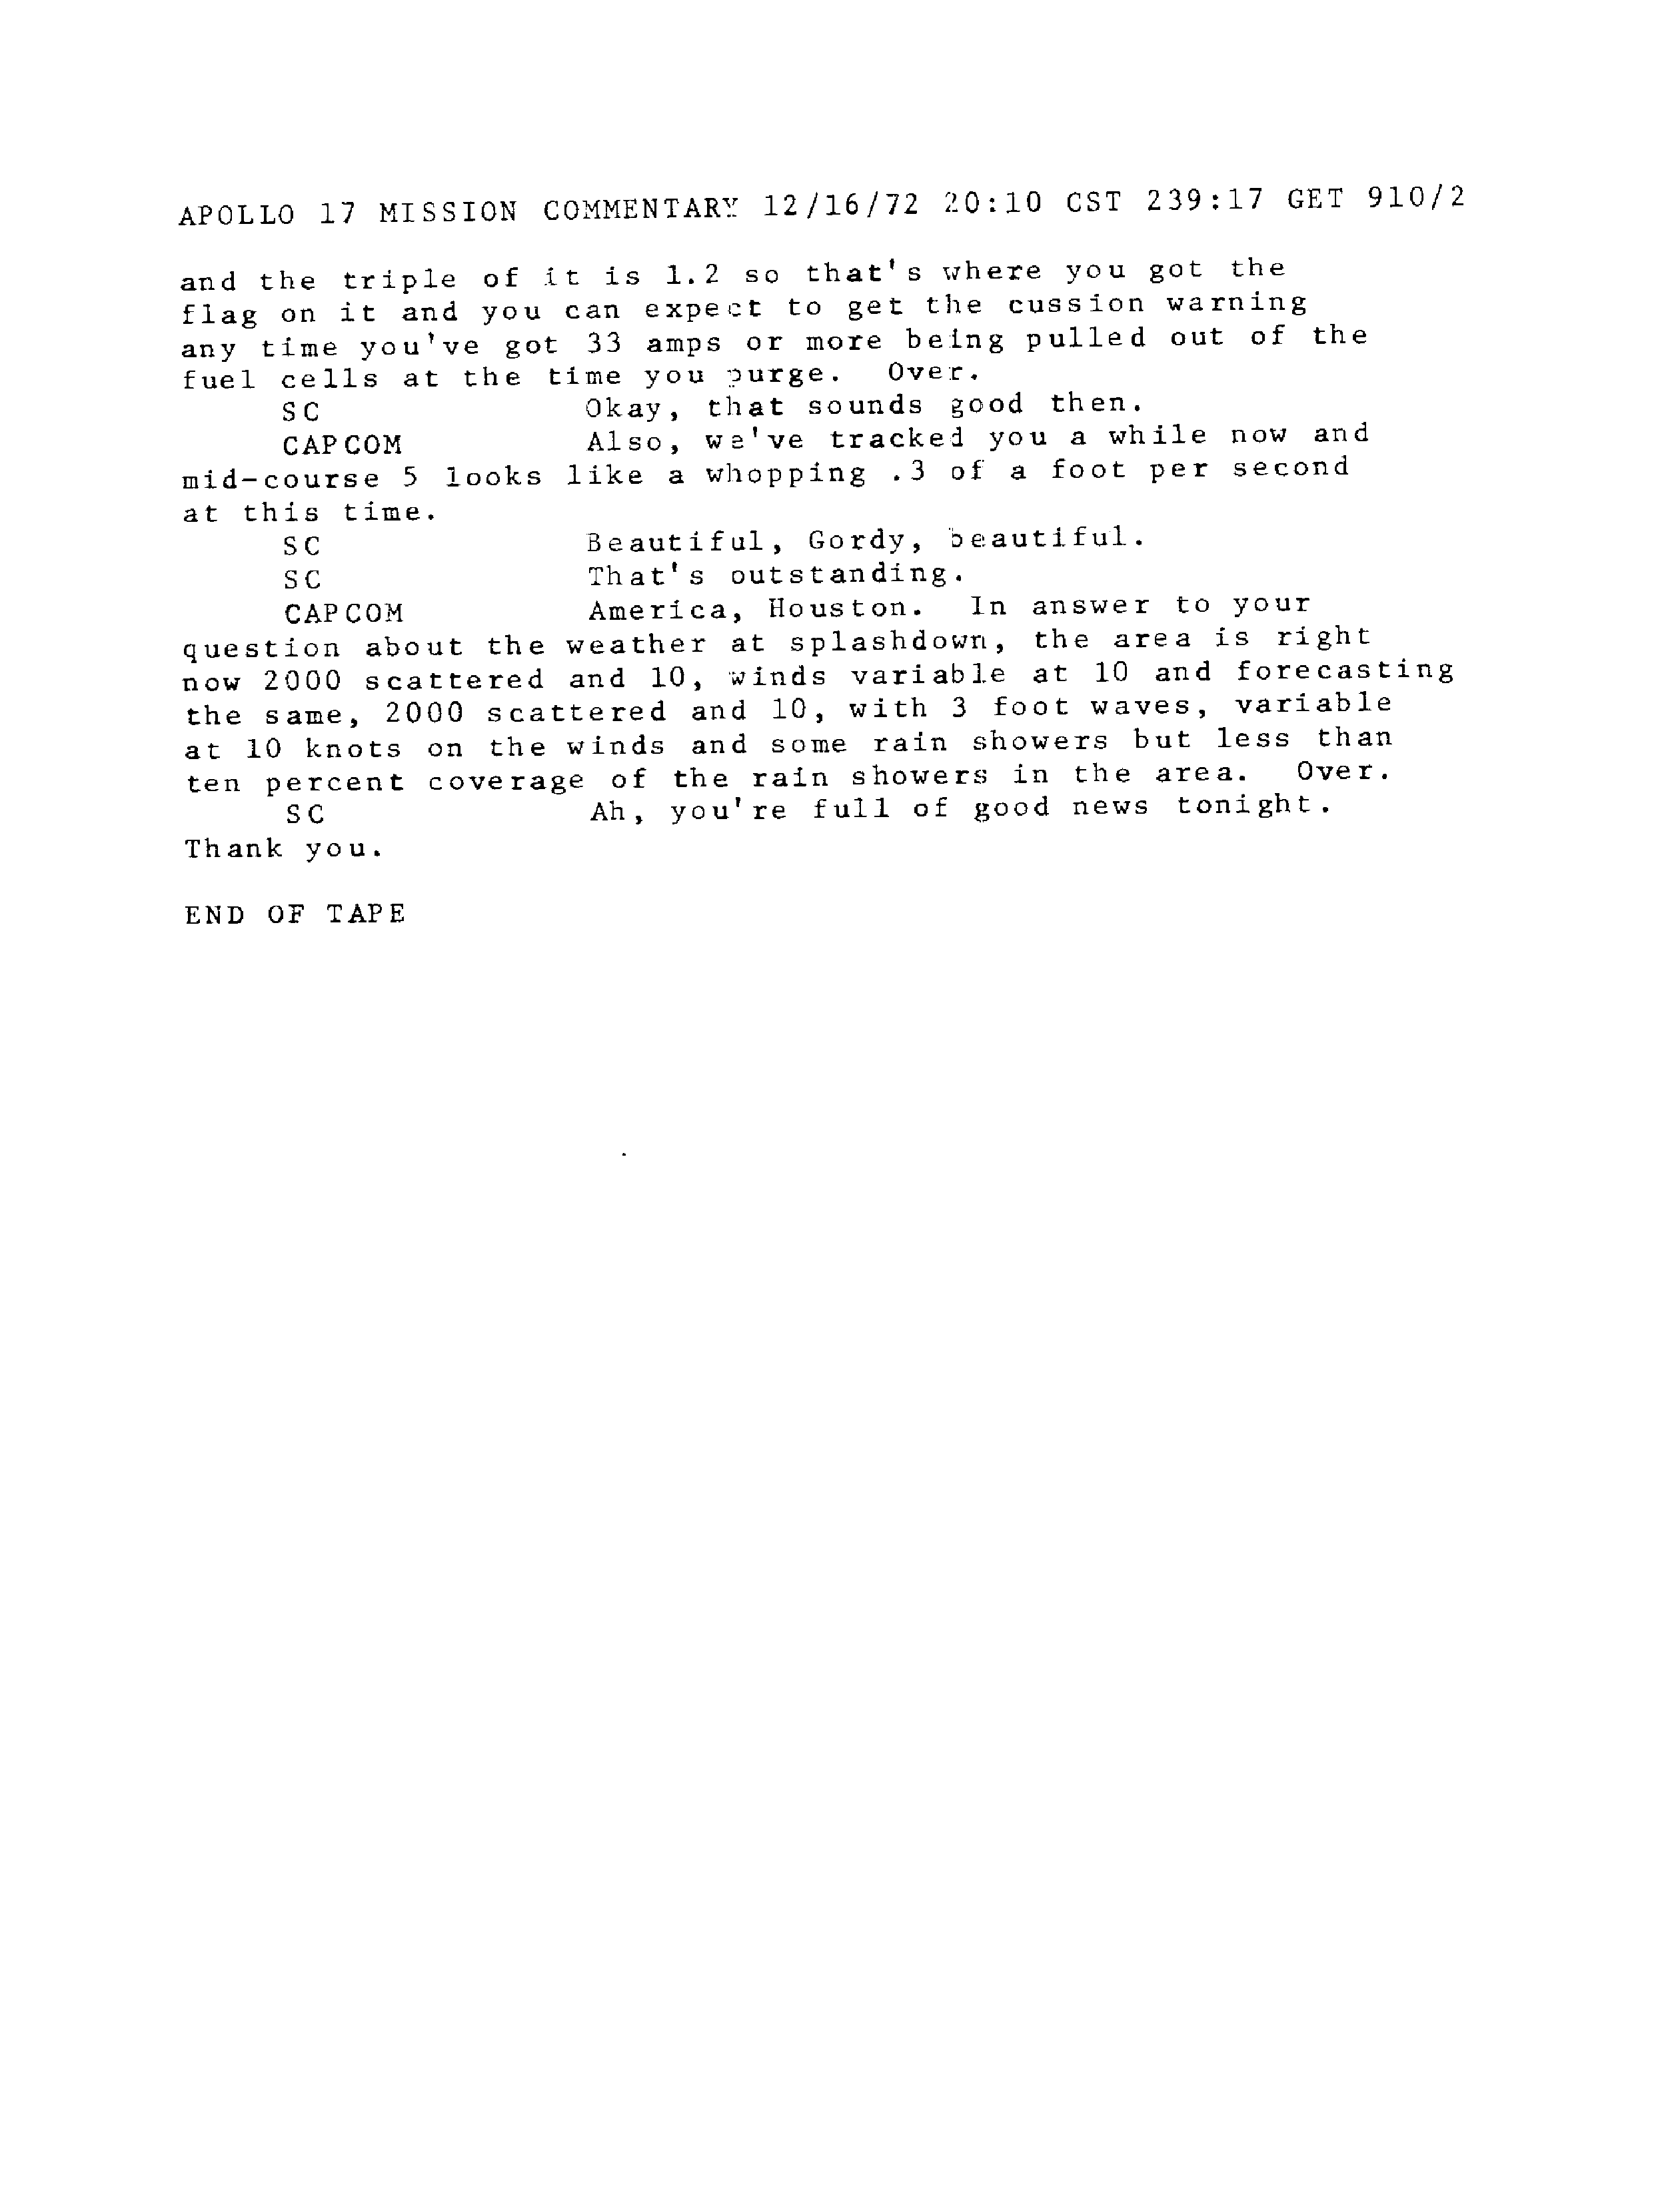 APOLLO 17 MISSION COMMENTARY 12/16/72 20:10 CST 239:17 GET 910/2
and the triple of it is 1.2 so that's where you got the
flag on it and you can expect to get the cussion warning
any time you've got 33 amps or more being pulled out of the
fuel cells at the time you purge. Over.
SC Okay, that sounds good then.
CAPCOM Also, we've tracked you a while now and
mid-course 5 looks like a whopping .3 of a foot per second
at this time.
SC Beautiful, Gordy, beautiful.
SC That's outstanding.
CAPCOM America, Houston. In answer to your
question about the weather at splashdown, the area is right
now 2000 scattered and 10, winds variable at 10 and forecasting
the same, 2000 scattered and 10, with 3 foot waves, variable
at 10 knots on the winds and some rain showers but less than
ten percent coverage of the rain showers in the area. Over.
SC Ah, you're full of good news tonight.
Thank you.
END OF TAPE